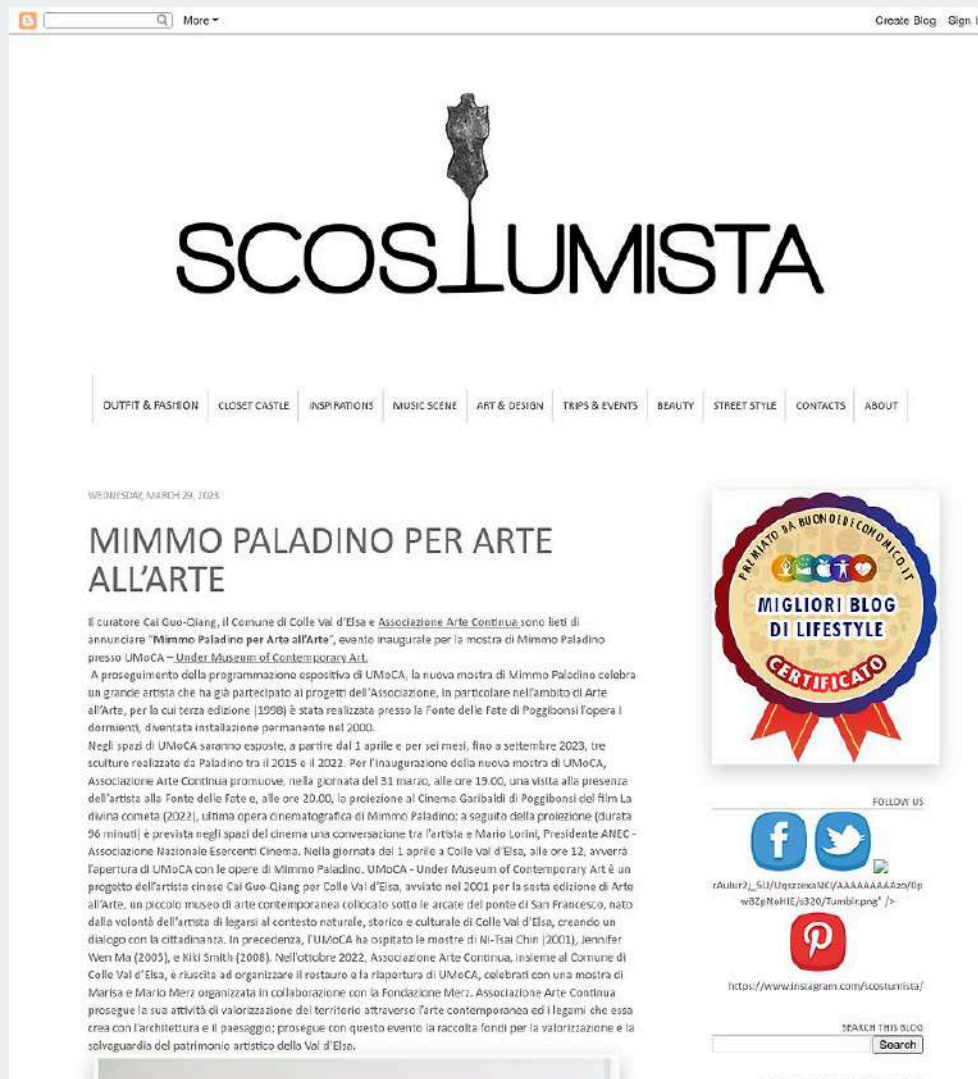 More
Create Blog Sign
SCOSTUMISTA
OUTFIT & FASHION
CLOSET CASTLE
INSPIRATIONS
MUSIC SCENE
ART & DESIGN
TRIPS & EVENTS
BEAUTY
STREET STYLE
CONTACTS
ABOUT
WEDNESDAY, MARCH 29, 2023
MIMMO PALADINO PER ARTE
ALL'ARTE
Il curatore Cai Guo-Qiang, il Comune di Colle Val d'Elsa e Associazione Arte Continua sono lieti di
annunciare "Mimmo Paladino per Arte all'Arte", evento inaugurale per la mostra di Mimmo Paladino
presso UMoCA – Under Museum of Contemporary Art.
A proseguimento della programmazione espositiva di UMoCA, la nuova mostra di Mimmo Paladino celebra
un grande artista che ha già partecipato ai progetti dell'Associazione, in particolare nell'ambito di Arte
all'Arte, per la cui terza edizione (1998) è stata realizzata presso la Fonte delle Fate di Poggibonsi l'opera I
dormienti, diventata installazione permanente nel 2000.
Negli spazi di UMoCA saranno esposte, a partire dal 1 aprile e per sei mesi, fino a settembre 2023, tre
sculture realizzate da Paladino tra il 2015 e il 2022. Per l'inaugurazione della nuova mostra di UMoCA,
Associazione Arte Continua promuove, nella giornata del 31 marzo, alle ore 19.00, una visita alla presenza
dell'artista alla Fonte delle Fate e, alle ore 20.00, la proiezione al Cinema Garibaldi di Poggibonsi del film La
divina cometa (2022), ultima opera cinematografica di Mimmo Paladino; a seguito della proiezione (durata
96 minuti) è prevista negli spazi del cinema una conversazione tra l'artista e Mario Lorini, Presidente ANEC -
Associazione Nazionale Esercenti Cinema. Nella giornata del 1 aprile a Colle Val d'Elsa, alle ore 12, avverrà
l'apertura di UMoCA con le opere di Mimmo Paladino. UMoCA - Under Museum of Contemporary Art è un
progetto dell'artista cinese Cai Guo-Qiang per Colle Val d'Elsa, avviato nel 2001 per la sesta edizione di Arte
all'Arte, un piccolo museo di arte contemporanea collocato sotto le arcate del ponte di San Francesco, nato
dalla volontà dell'artista di legarsi al contesto naturale, storico e culturale di Colle Val d'Elsa, creando un
dialogo con la cittadinanza. In precedenza, l'UMoCA ha ospitato le mostre di Ni-Tsai Chin (2001), Jennifer
Wen Ma (2005), e Kiki Smith (2008). Nell'ottobre 2022, Associazione Arte Continua, insieme al Comune di
Colle Val d'Elsa, è riuscita ad organizzare il restauro e la riapertura di UMoCA, celebrati con una mostra di
Marisa e Mario Merz organizzata in collaborazione con la Fondazione Merz. Associazione Arte Continua
prosegue la sua attività di valorizzazione del territorio attraverso l'arte contemporanea ed i legami che essa
crea con l'architettura e il paesaggio; prosegue con questo evento la raccolta fondi per la valorizzazione e la
salvaguardia del patrimonio artistico della Val d'Elsa.
PREMIATO DA BUONOEDECONOMICO.IT
MIGLIORI BLOG
DI LIFESTYLE
CERTIFICATO
FOLLOW US
https://www.instagram.com/scostumista/
SEARCH THIS BLOG
Search